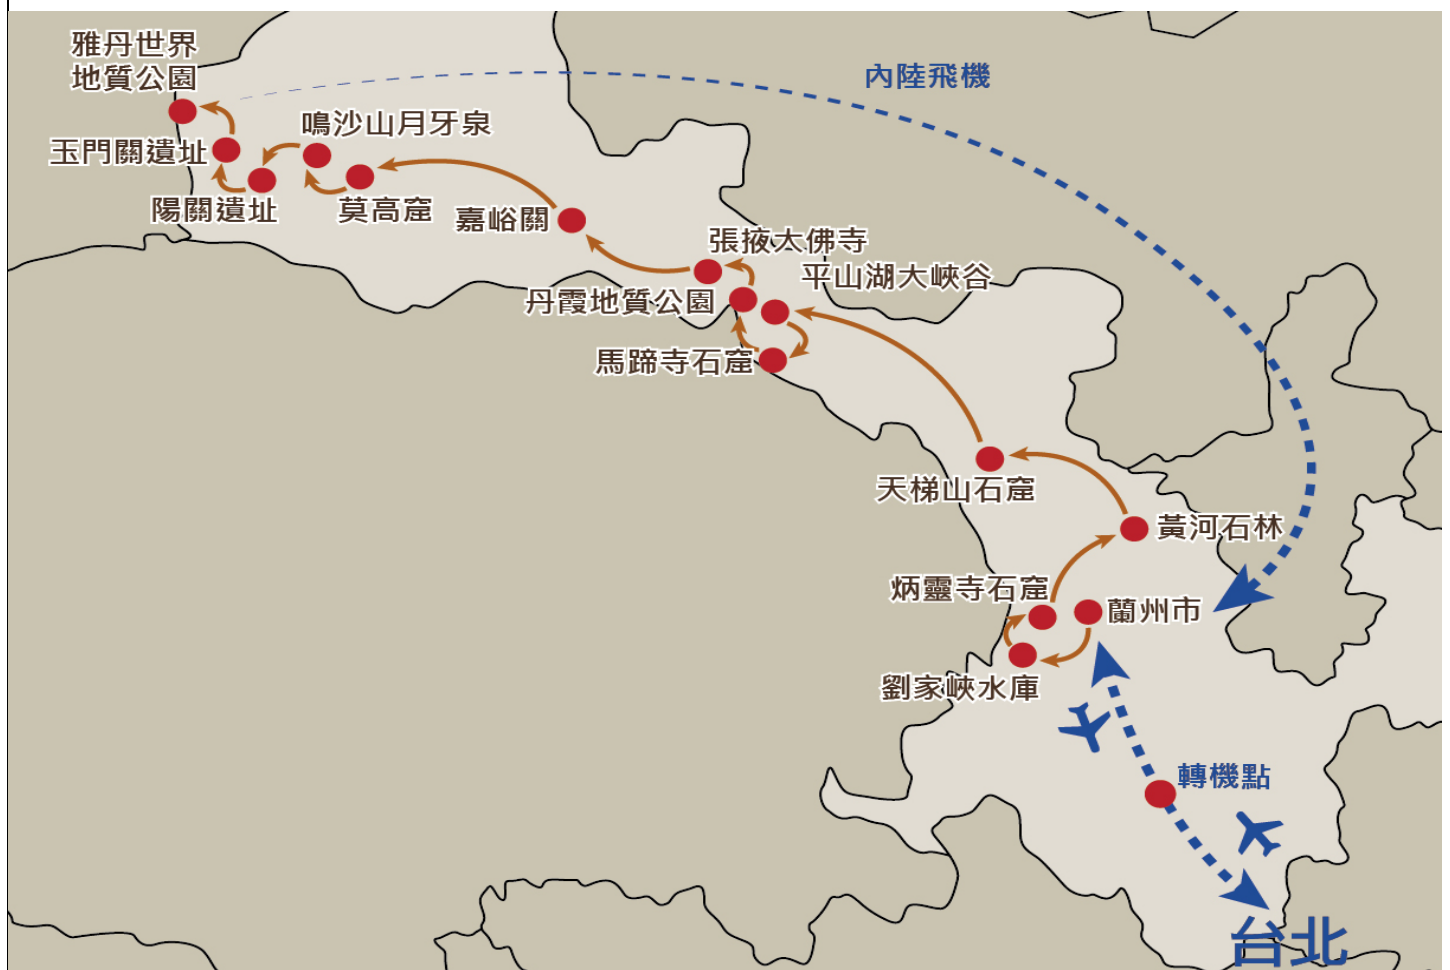 雅丹世界
地質公園
內陸飛機
鳴沙山月牙泉
玉門關遺址
陽關遺址
莫高窟
嘉峪關
張掖大佛寺
平山湖大峽谷
丹霞地質公園
馬蹄寺石窟
天梯山石窟
黃河石林
炳靈寺石窟
蘭州市
劉家峽水庫
轉機點
台北